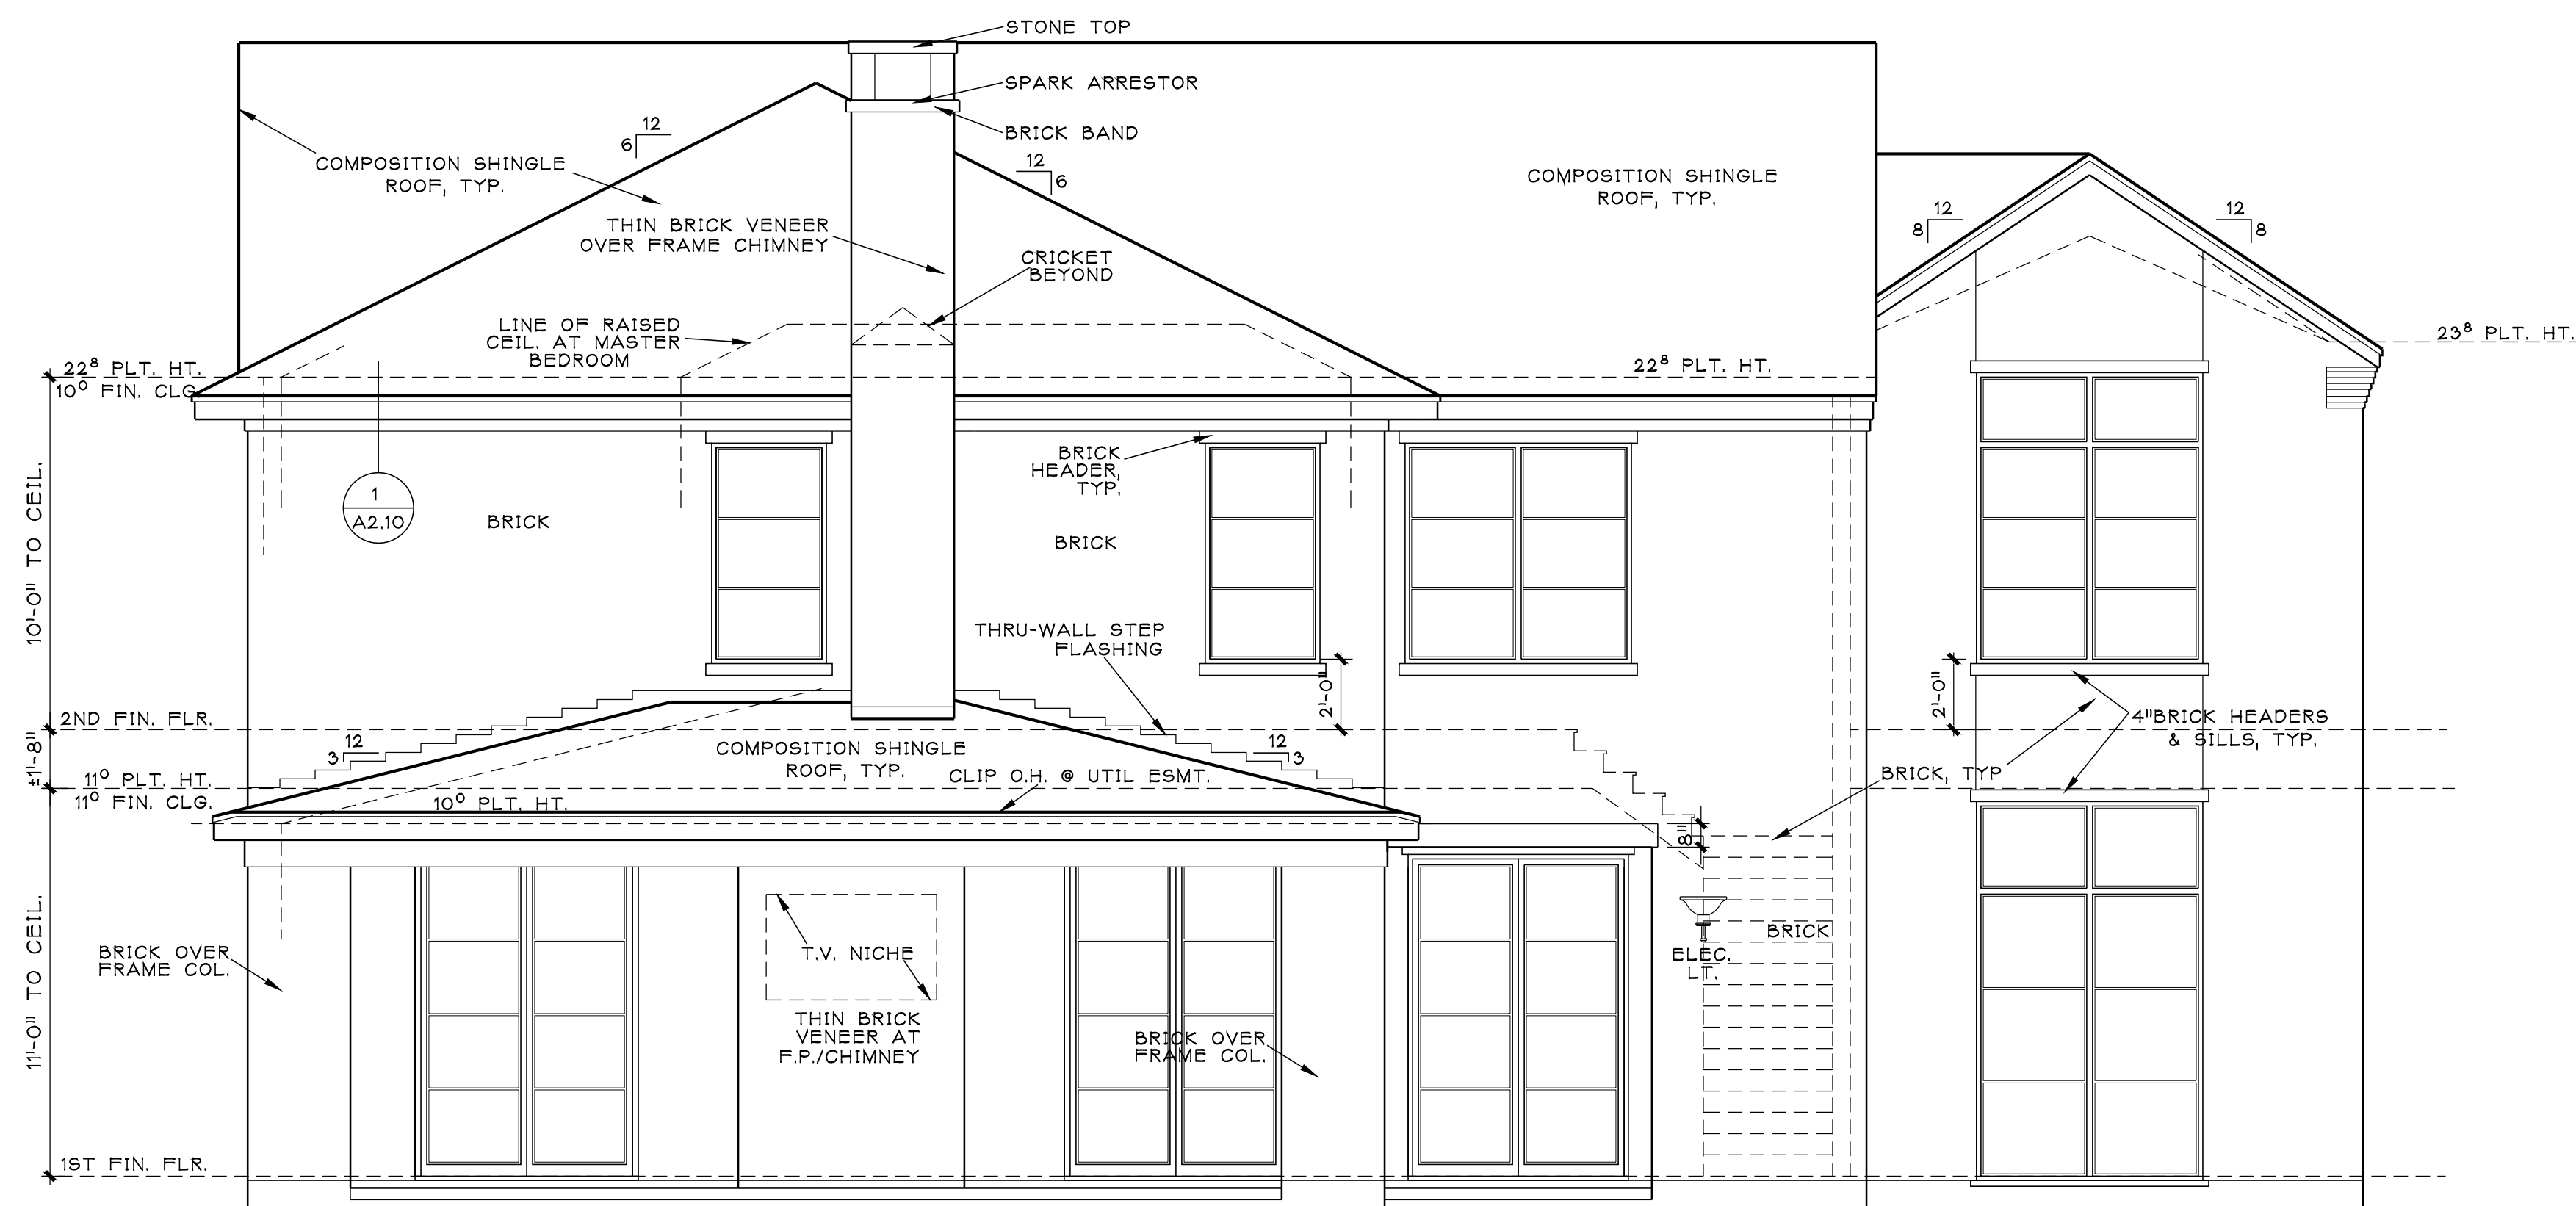 STONE TOP
SPARK ARRESTOR
BRICK BAND
12
6
COMPOSITION SHINGLE
ROOF, TYP.
12
6
COMPOSITION SHINGLE
ROOF, TYP.
THIN BRICK VENEER
OVER FRAME CHIMNEY
CRICKET
BEYOND
12
8
12
8
LINE OF RAISED
CEIL. AT MASTER
BEDROOM
22⁸ PLT. HT.
10⁰ FIN. CLG.
22⁸ PLT. HT.
23⁸ PLT. HT.
BRICK
HEADER,
TYP.
1
A2.10
BRICK
BRICK
10'-0" TO CEIL.
THRU-WALL STEP
FLASHING
2'-0"
2'-0"
2ND FIN. FLR.
4"BRICK HEADERS
& SILLS, TYP.
±1'-8"
12
3
COMPOSITION SHINGLE
ROOF, TYP.
12
3
CLIP O.H. @ UTIL ESMT.
BRICK, TYP
11⁰ PLT. HT.
11⁰ FIN. CLG.
10⁰ PLT. HT.
8"
11'-0" TO CEIL.
BRICK OVER
FRAME COL.
T.V. NICHE
BRICK
ELEC.
LT.
THIN BRICK
VENEER AT
F.P./CHIMNEY
BRICK OVER
FRAME COL.
1ST FIN. FLR.